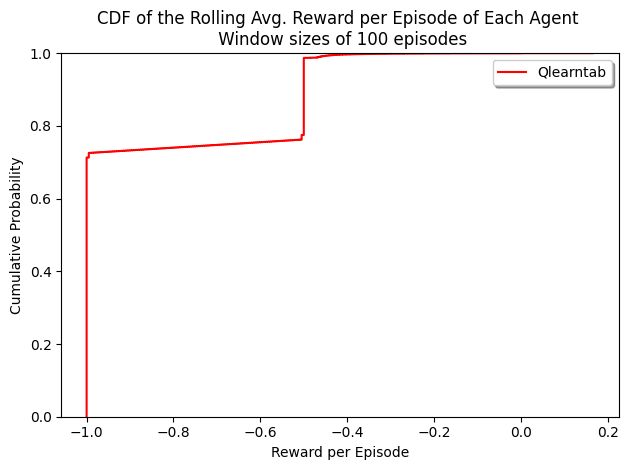 CDF of the Rolling Avg. Reward per Episode of Each Agent
Window sizes of 100 episodes
Qlearntab
Cumulative Probability
1.0
0.8
0.6
0.4
0.2
0.0
−1.0 −0.8 −0.6 −0.4 −0.2 0.0 0.2
Reward per Episode